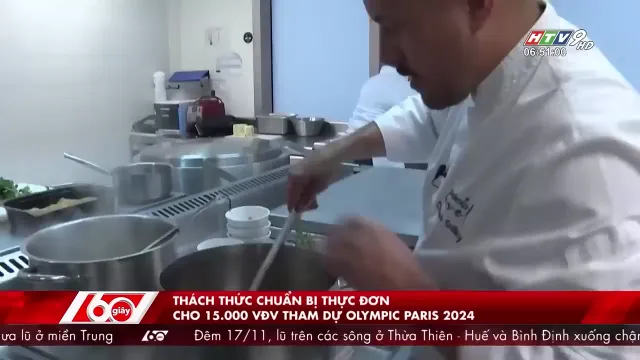 HTV9 HD
06:51:00
60 giây
THÁCH THỨC CHUẨN BỊ THỰC ĐƠN
CHO 15.000 VĐV THAM DỰ OLYMPIC PARIS 2024
ưa lũ ở miền Trung 60giây Đêm 17/11, lũ trên các sông ở Thừa Thiên - Huế và Bình Định xuống chậ